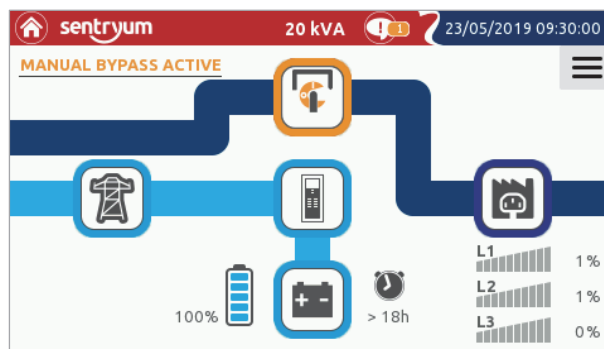 sentryum 20 kVA 1 23/05/2019 09:30:00
MANUAL BYPASS ACTIVE
L1 1%
L2 1%
L3 0%
100% > 18h